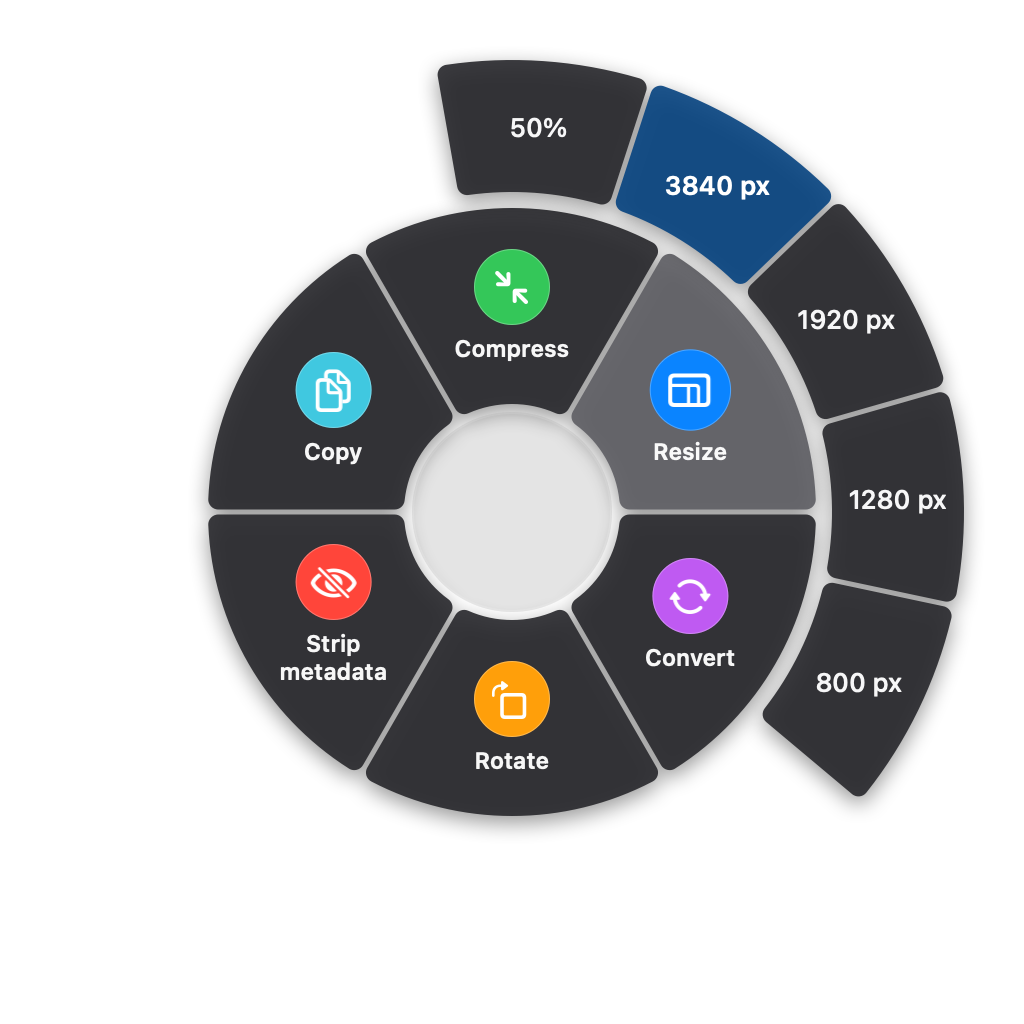 50%
3840 px
1920 px
1280 px
800 px
Compress
Resize
Convert
Rotate
Strip
metadata
Copy